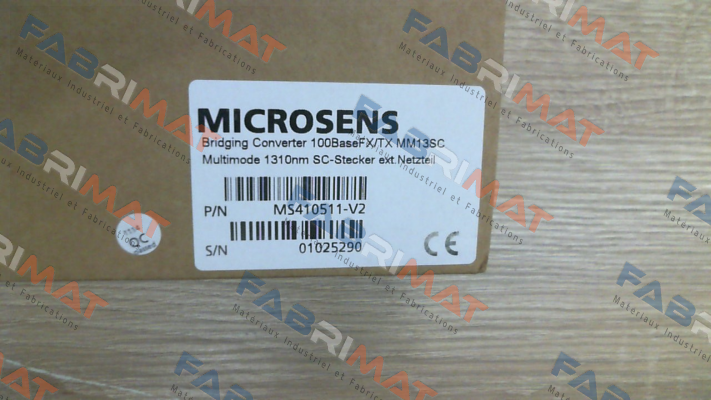 MICROSENS
Bridging Converter 100BaseFX/TX MM13SC
Multimode 1310nm SC-Stecker ext.Netzteil
P/N MS410511-V2
S/N 01025290
CE
QC
FABRIMAT
Matériaux Industriel et Fabrications